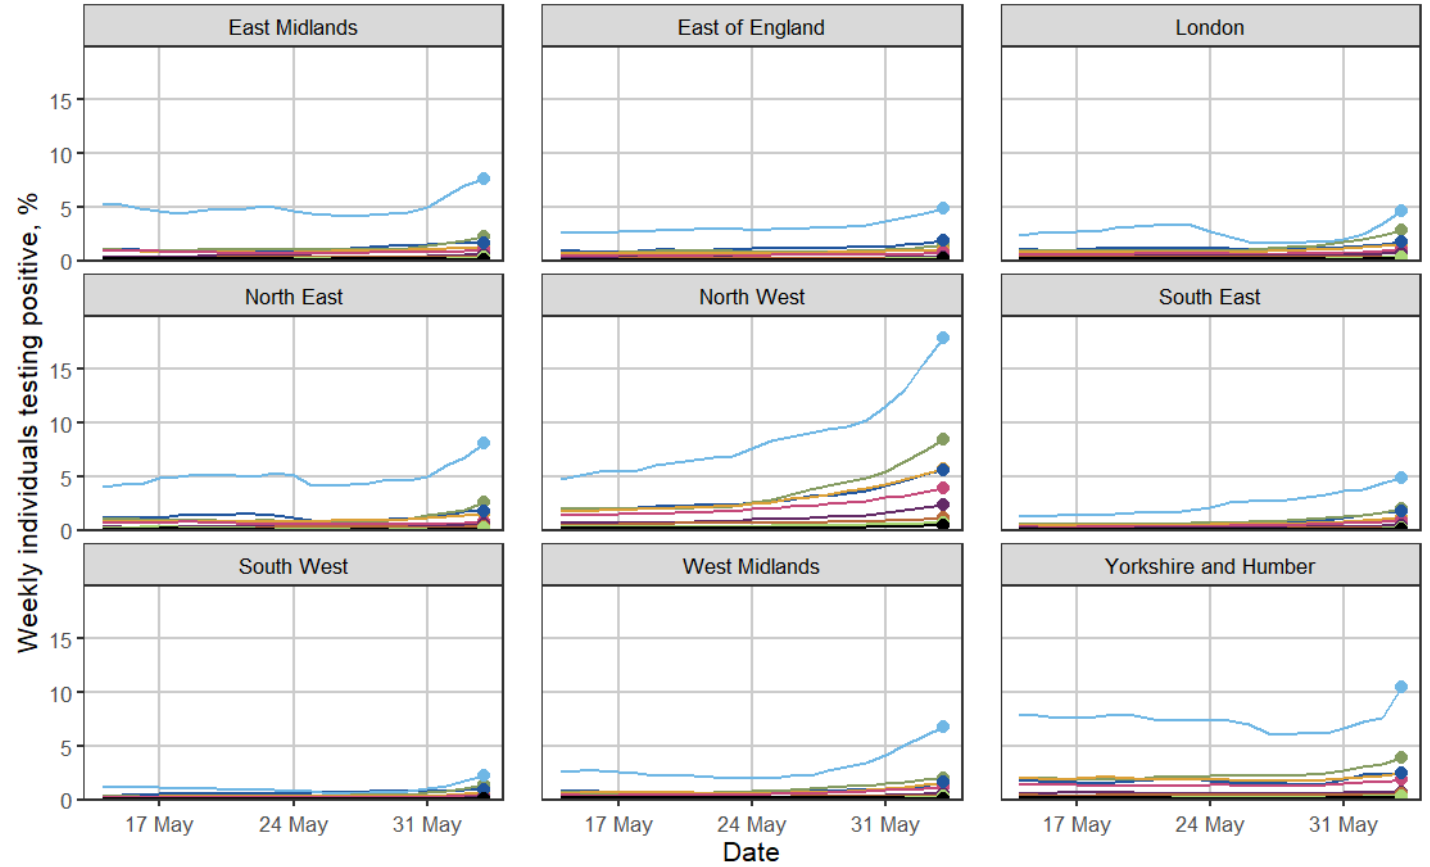 East Midlands
East of England
London
15
10
5
0
North East
North West
South East
15
10
5
0
South West
West Midlands
Yorkshire and Humber
15
10
5
0
17 May
24 May
31 May
17 May
24 May
31 May
17 May
24 May
31 May
Date
Weekly individuals testing positive, %